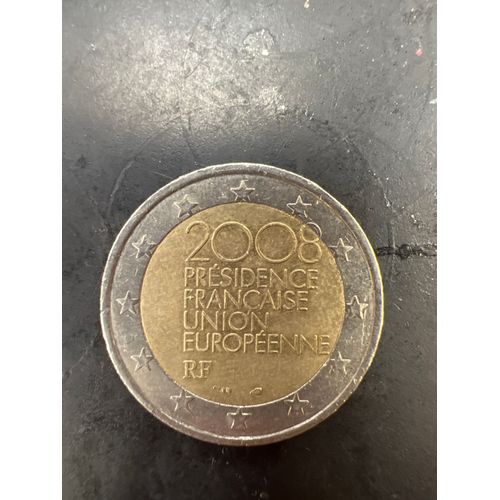 2008
PRÉSIDENCE
FRANÇAISE
UNION
EUROPÉENNE
RF